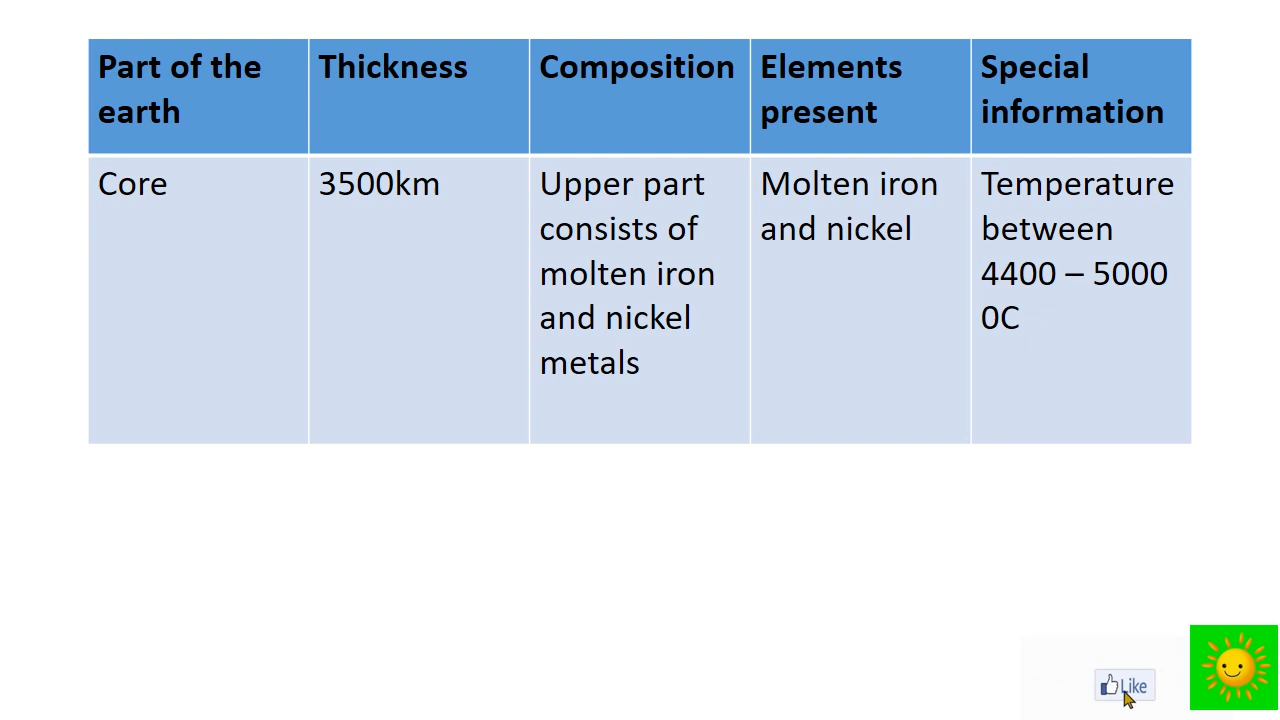 Part of the earth
Thickness
Composition
Elements present
Special information
Core
3500km
Upper part
consists of
molten iron
and nickel
metals
Molten iron
and nickel
Temperature
between
4400 – 5000
0C
Like